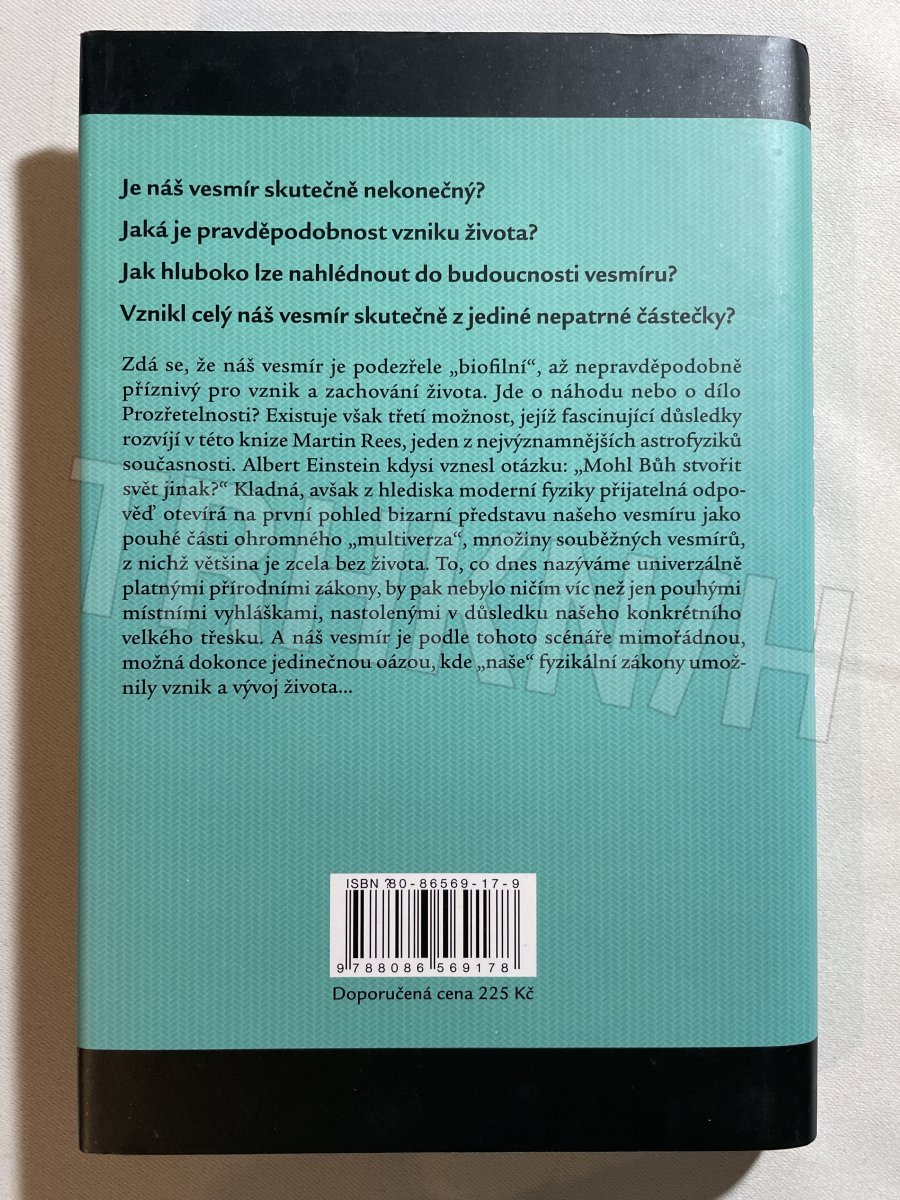 Je náš vesmír skutečně nekonečný?
Jaká je pravděpodobnost vzniku života?
Jak hluboko lze nahlédnout do budoucnosti vesmíru?
Vznikl celý náš vesmír skutečně z jediné nepatrné částečky?
Zdá se, že náš vesmír je podezřele „biofilní“, až nepravděpodobně
příznivý pro vznik a zachování života. Jde o náhodu nebo o dílo
Prozřetelnosti? Existuje však třetí možnost, jejíž fascinující důsledky
rozvíjí v této knize Martin Rees, jeden z nejvýznamnějších astrofyziků
současnosti. Albert Einstein kdysi vznesl otázku: „Mohl Bůh stvořit
svět jinak?“ Kladná, avšak z hlediska moderní fyziky přijatelná odpo-
věď otevírá na první pohled bizarní představu našeho vesmíru jako
pouhé části ohromného „multiverza“, množiny souběžných vesmírů,
z nichž většina je zcela bez života. To, co dnes nazýváme univerzálně
platnými přírodními zákony, by pak nebylo ničím víc než jen pouhými
místními vyhláškami, nastolenými v důsledku našeho konkrétního
velkého třesku. A náš vesmír je podle tohoto scénáře mimořádnou,
možná dokonce jedinečnou oázou, kde „naše“ fyzikální zákony umož-
nily vznik a vývoj života...
ISBN 80-86569-17-9
9 788086 569178
Doporučená cena 225 Kč